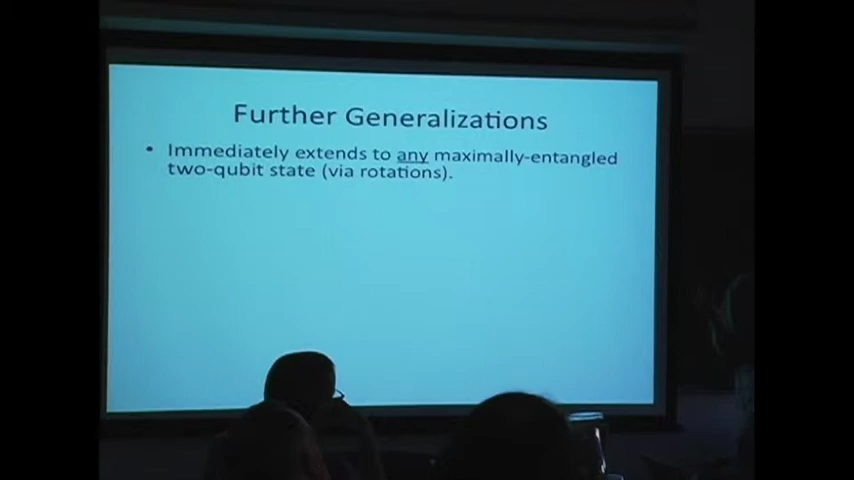 Further Generalizations
• Immediately extends to any maximally-entangled
two-qubit state (via rotations).